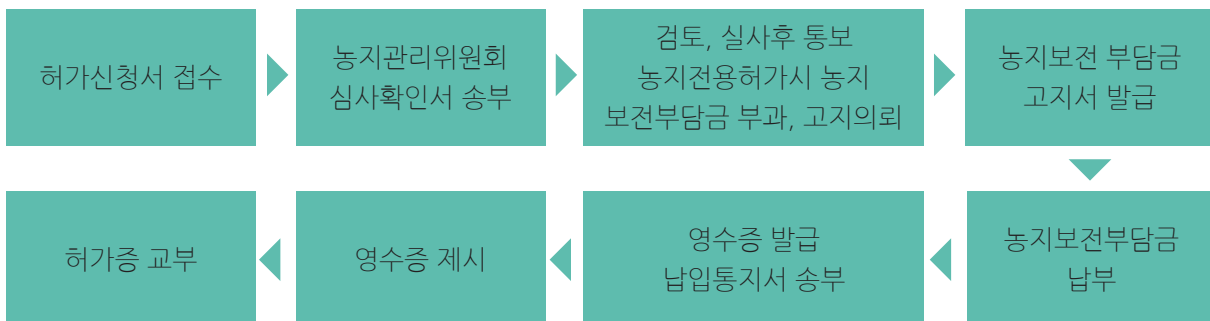 허가신청서 접수
농지관리위원회
심사확인서 송부
검토, 실사후 통보
농지전용허가시 농지
보전부담금 부과, 고지의뢰
농지보전 부담금
고지서 발급
농지보전부담금
납부
영수증 발급
납입통지서 송부
영수증 제시
허가증 교부